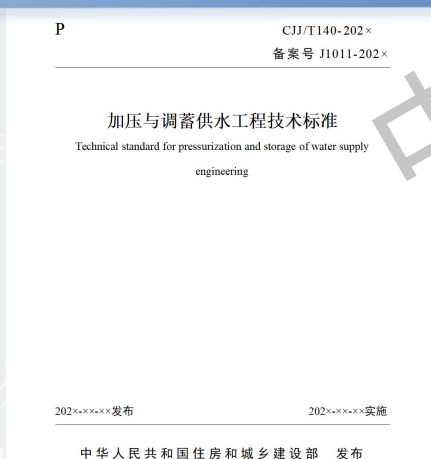 P
CJJ/T140-202×
备案号 J1011-202×
加压与调蓄供水工程技术标准
Technical standard for pressurization and storage of water supply
engineering
202×-××-××发布
202×-××-××实施
中华人民共和国住房和城乡建设部 发布